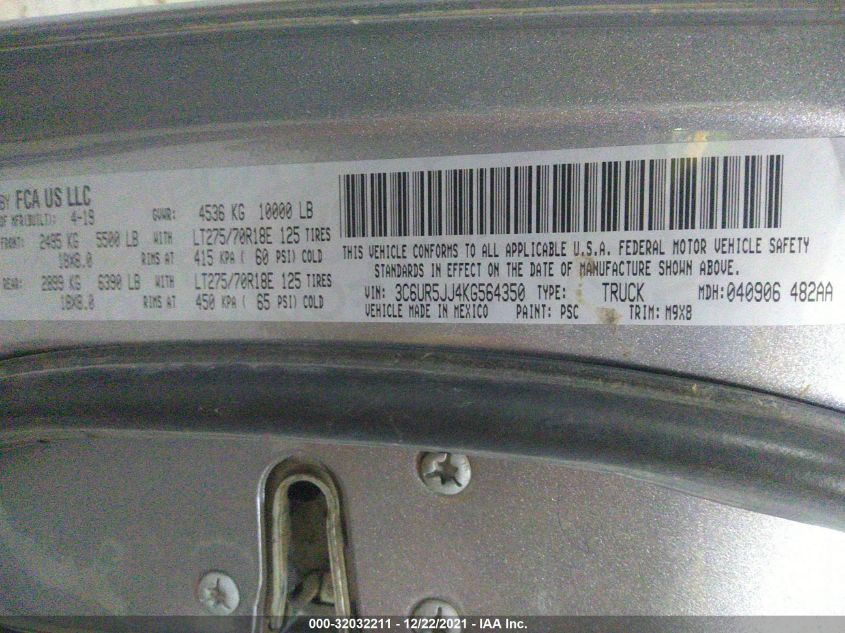 BY FCA US LLC
OF MFR(BUILT): 4-19 GVWR: 4536 KG 10000 LB
FRONT: 2495 KG 5500 LB WITH LT275/70R18E 125 TIRES
18X8.0 RIMS AT 415 KPA ( 60 PSI) COLD
REAR: 2899 KG 6390 LB WITH LT275/70R18E 125 TIRES
18X8.0 RIMS AT 450 KPA ( 65 PSI) COLD
THIS VEHICLE CONFORMS TO ALL APPLICABLE U.S.A. FEDERAL MOTOR VEHICLE SAFETY
STANDARDS IN EFFECT ON THE DATE OF MANUFACTURE SHOWN ABOVE.
VIN: 3C6UR5JJ4KG564350 TYPE: TRUCK MDH: 040906 482AA
VEHICLE MADE IN MEXICO PAINT: PSC TRIM: M9X8
000-32032211 - 12/22/2021 - IAA Inc.